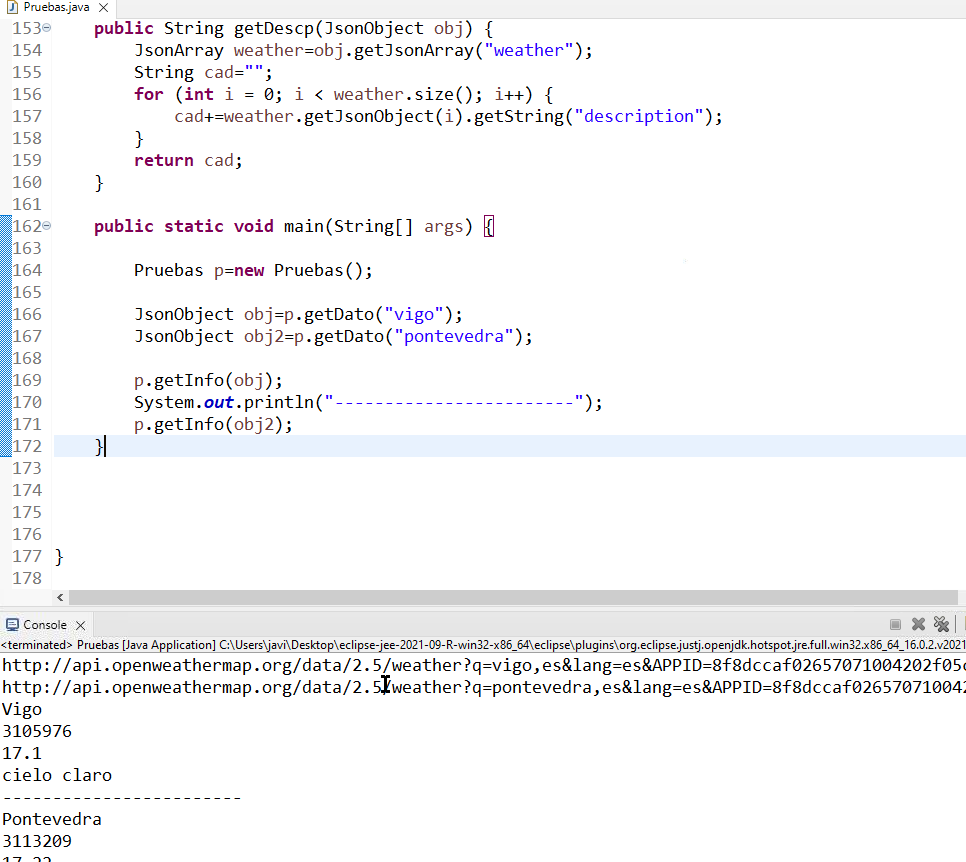 Pruebas.java
153 public String getDescp(JsonObject obj) {
154 JsonArray weather=obj.getJsonArray("weather");
155 String cad="";
156 for (int i = 0; i < weather.size(); i++) {
157 cad+=weather.getJsonObject(i).getString("description");
158 }
159 return cad;
160 }
161
162 public static void main(String[] args) {
163
164 Pruebas p=new Pruebas();
165
166 JsonObject obj=p.getDato("vigo");
167 JsonObject obj2=p.getDato("pontevedra");
168
169 p.getInfo(obj);
170 System.out.println("------------------------");
171 p.getInfo(obj2);
172 }
173
174
175
176
177 }
178
Console
<terminated> Pruebas [Java Application] C:\Users\javi\Desktop\eclipse-jee-2021-09-R-win32-x86_64\eclipse\plugins\org.eclipse.justj.openjdk.hotspot.jre.full.win32.x86_64_16.0.2.v2021
http://api.openweathermap.org/data/2.5/weather?q=vigo,es&lang=es&APPID=8f8dccaf02657071004202f05c
http://api.openweathermap.org/data/2.5/weather?q=pontevedra,es&lang=es&APPID=8f8dccaf026570710042
Vigo
3105976
17.1
cielo claro
------------------------
Pontevedra
3113209